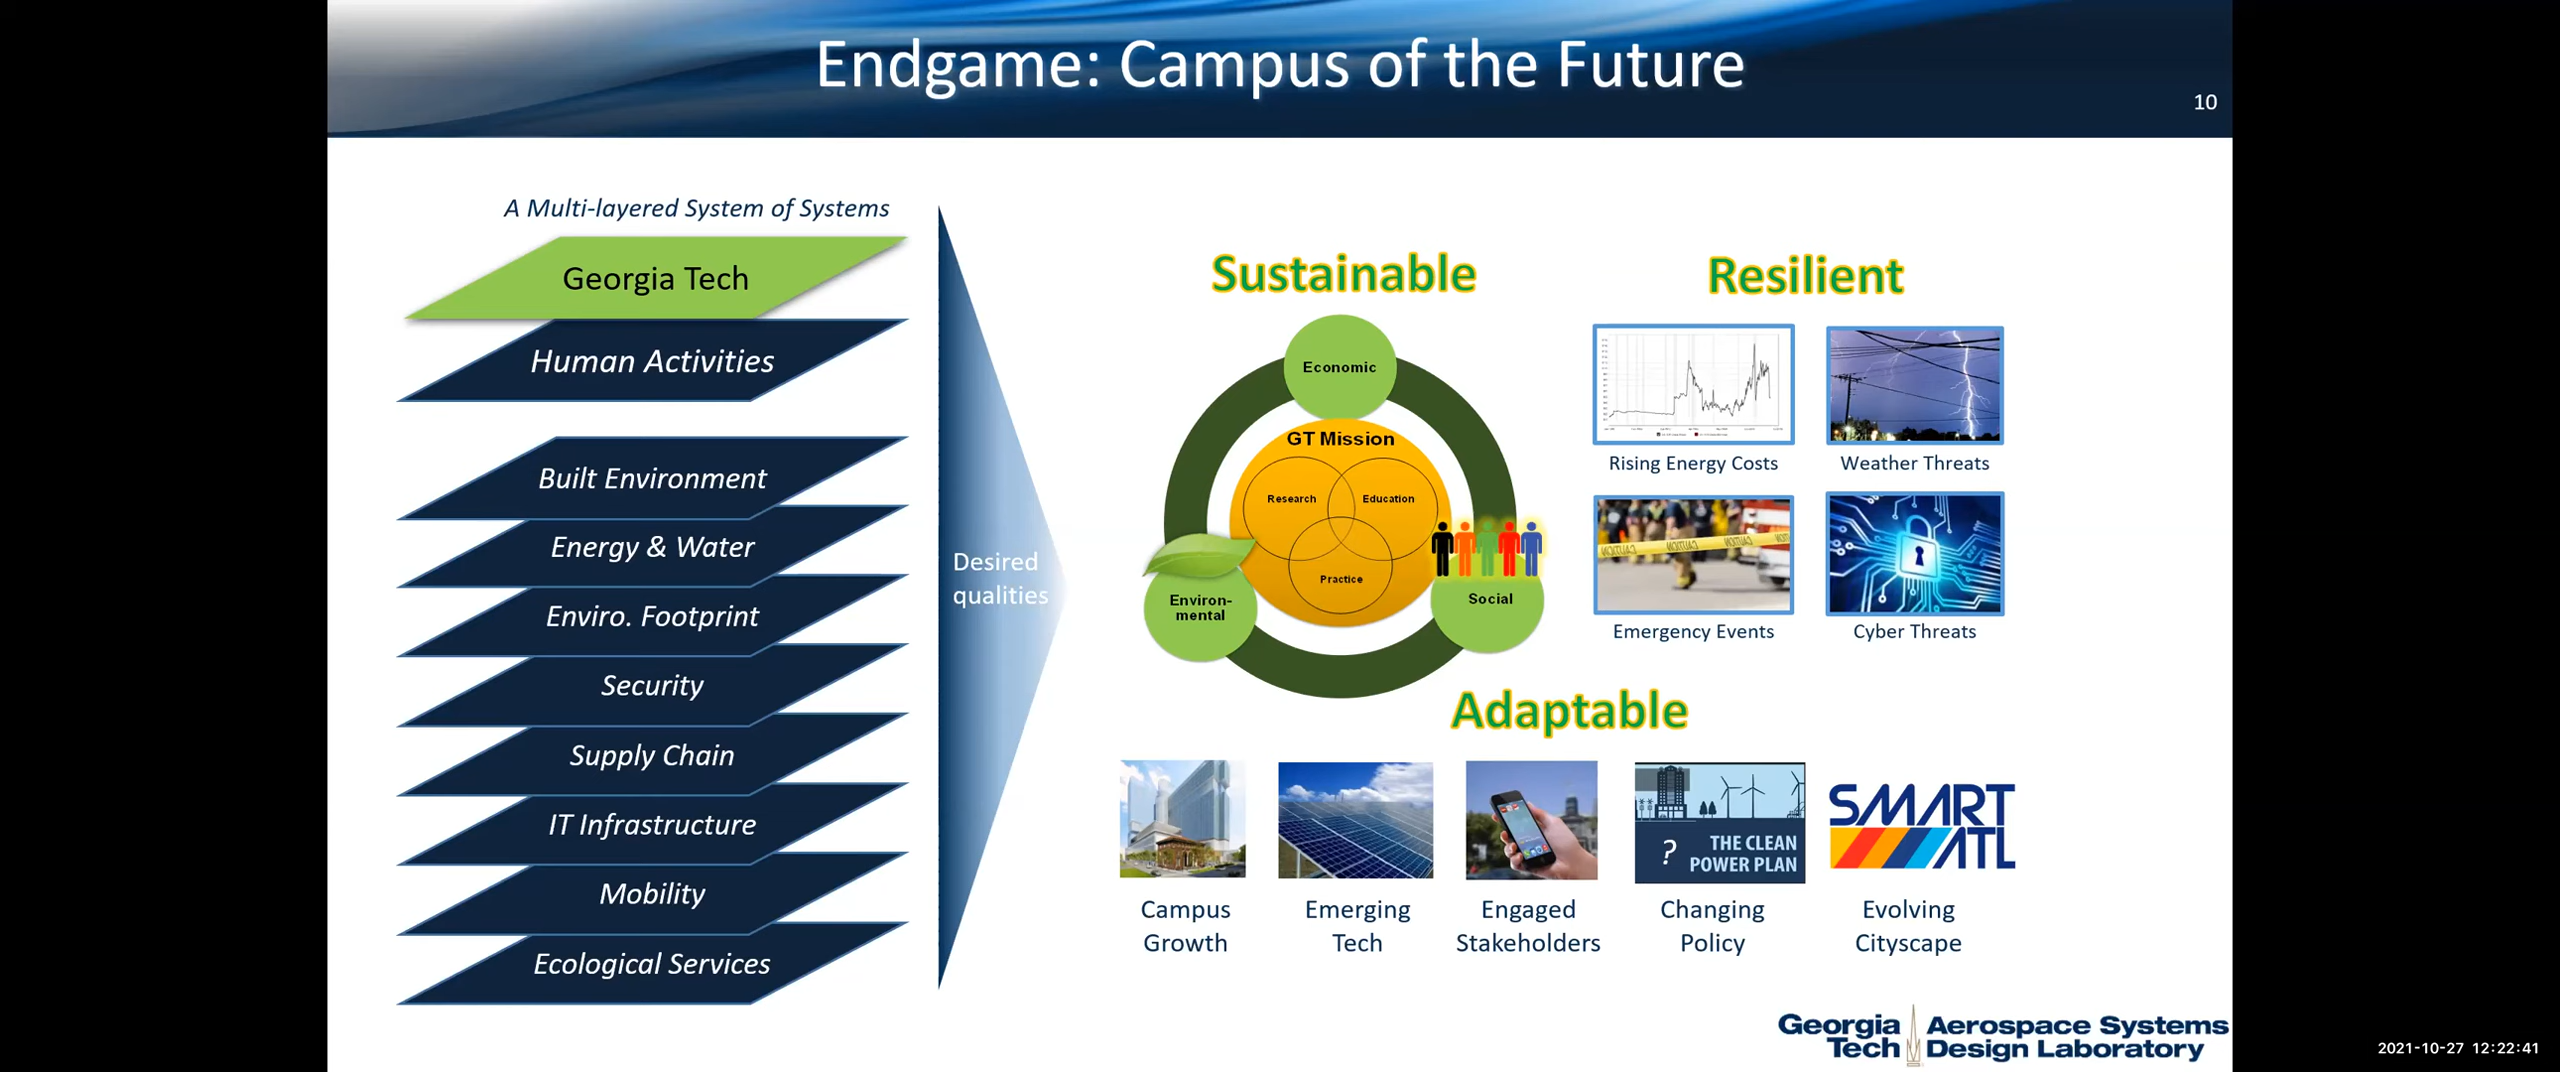 Endgame: Campus of the Future
10
A Multi-layered System of Systems
Georgia Tech
Human Activities
Built Environment
Energy & Water
Enviro. Footprint
Security
Supply Chain
IT Infrastructure
Mobility
Ecological Services
Desired
qualities
Sustainable
Economic
GT Mission
Research
Education
Practice
Environ-
mental
Social
Resilient
Rising Energy Costs
Weather Threats
CAUTION CAUTION CAUTION
Emergency Events
Cyber Threats
Adaptable
Campus
Growth
Emerging
Tech
Engaged
Stakeholders
? THE CLEAN
POWER PLAN
Changing
Policy
SMART
ATL
Evolving
Cityscape
Georgia
Tech
Aerospace Systems
Design Laboratory
2021-10-27 12:22:41